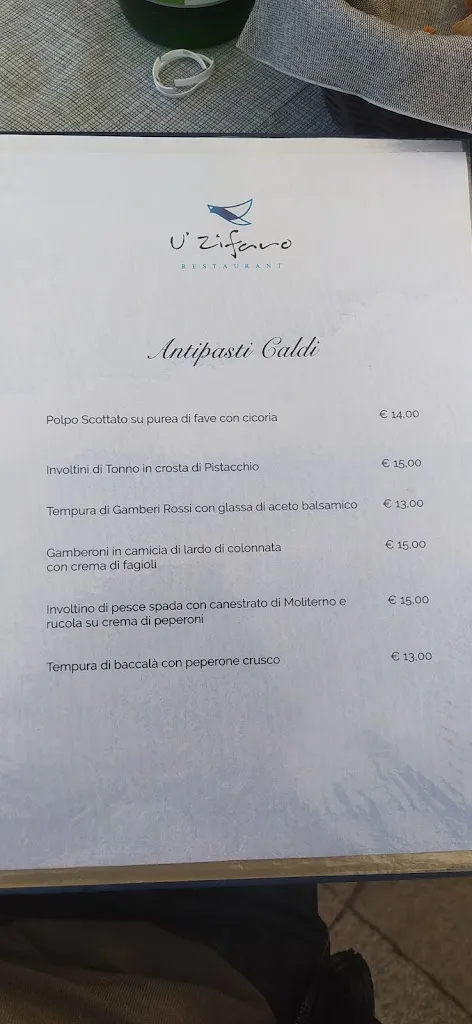 U' Zifaro
RESTAURANT
Antipasti Caldi
Polpo Scottato su purea di fave con cicoria € 14,00
Involtini di Tonno in crosta di Pistacchio € 15,00
Tempura di Gamberi Rossi con glassa di aceto balsamico € 13,00
Gamberoni in camicia di lardo di colonnata € 15,00
con crema di fagioli
Involtino di pesce spada con canestrato di Moliterno e € 15,00
rucola su crema di peperoni
Tempura di baccalà con peperone crusco € 13,00